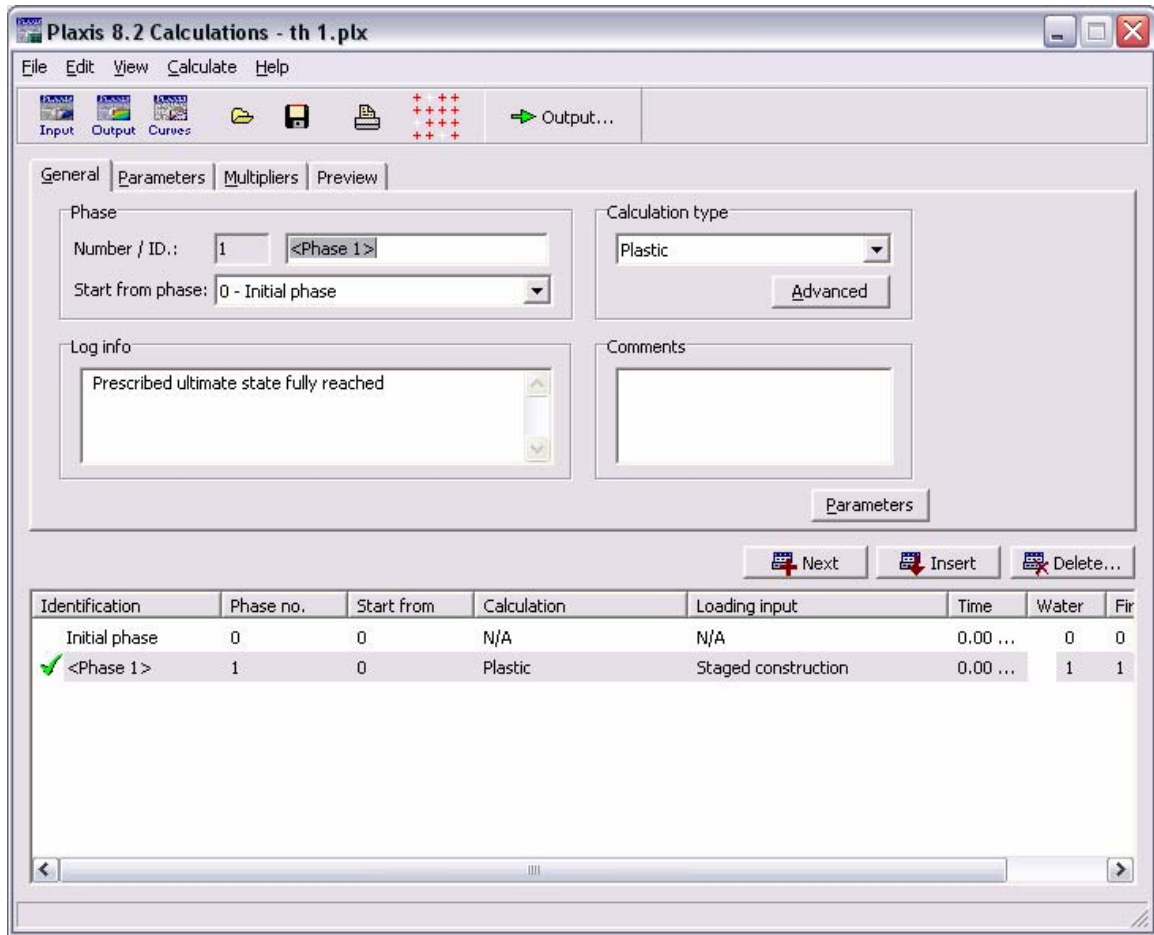 Plaxis 8.2 Calculations - th 1.plx
File Edit View Calculate Help
Input Output Curves Output...
General Parameters Multipliers Preview
Phase
Number / ID.: 1 <Phase 1>
Start from phase: 0 - Initial phase
Calculation type
Plastic
Advanced
Log info
Prescribed ultimate state fully reached
Comments
Parameters
Next Insert Delete...
Identification Phase no. Start from Calculation Loading input Time Water Fir
Initial phase 0 0 N/A N/A 0.00 ... 0 0
<Phase 1> 1 0 Plastic Staged construction 0.00 ... 1 1